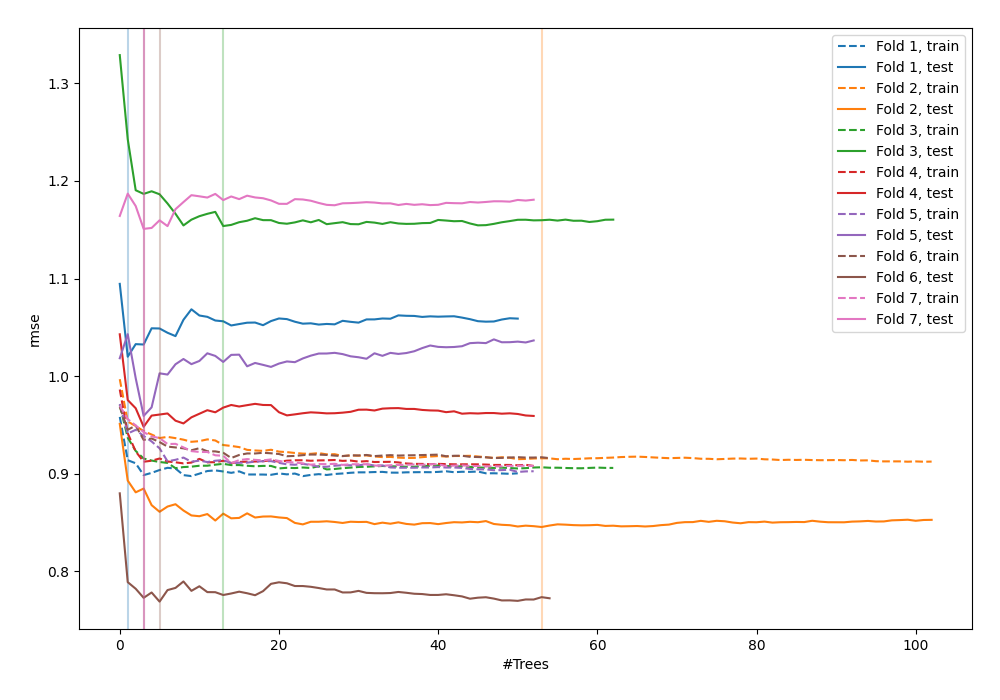 1.3
1.2
1.1
1.0
0.9
0.8
rmse
0 20 40 60 80 100
#Trees
Fold 1, train
Fold 1, test
Fold 2, train
Fold 2, test
Fold 3, train
Fold 3, test
Fold 4, train
Fold 4, test
Fold 5, train
Fold 5, test
Fold 6, train
Fold 6, test
Fold 7, train
Fold 7, test